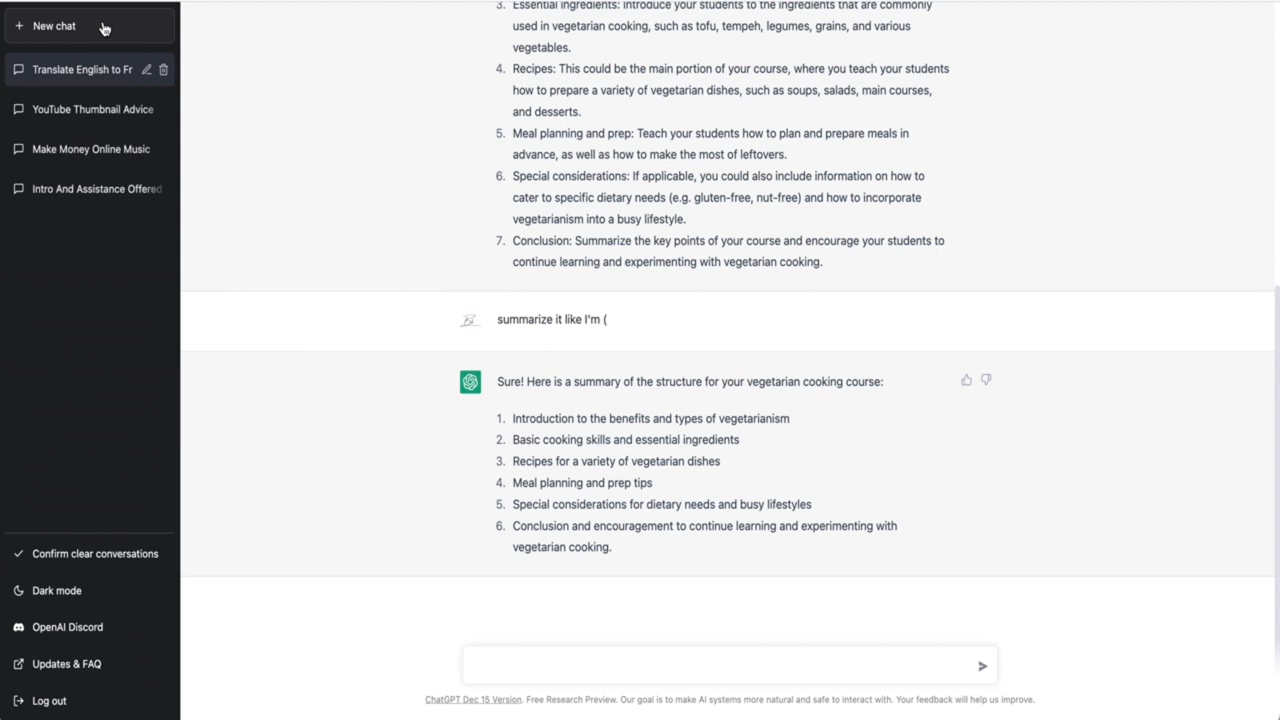 New chat
Translate English to Fr
YouTube Thumbnail Advice
Make Money Online Music
Intro And Assistance Offered
Confirm clear conversations
Dark mode
OpenAI Discord
Updates & FAQ
Log out
3. Essential ingredients: introduce your students to the ingredients that are commonly
used in vegetarian cooking, such as tofu, tempeh, legumes, grains, and various
vegetables.
4. Recipes: This could be the main portion of your course, where you teach your students
how to prepare a variety of vegetarian dishes, such as soups, salads, main courses,
and desserts.
5. Meal planning and prep: Teach your students how to plan and prepare meals in
advance, as well as how to make the most of leftovers.
6. Special considerations: If applicable, you could also include information on how to
cater to specific dietary needs (e.g. gluten-free, nut-free) and how to incorporate
vegetarianism into a busy lifestyle.
7. Conclusion: Summarize the key points of your course and encourage your students to
continue learning and experimenting with vegetarian cooking.
summarize it like I'm (
Sure! Here is a summary of the structure for your vegetarian cooking course:
1. Introduction to the benefits and types of vegetarianism
2. Basic cooking skills and essential ingredients
3. Recipes for a variety of vegetarian dishes
4. Meal planning and prep tips
5. Special considerations for dietary needs and busy lifestyles
6. Conclusion and encouragement to continue learning and experimenting with
vegetarian cooking.
ChatGPT Dec 15 Version. Free Research Preview. Our goal is to make AI systems more natural and safe to interact with. Your feedback will help us improve.